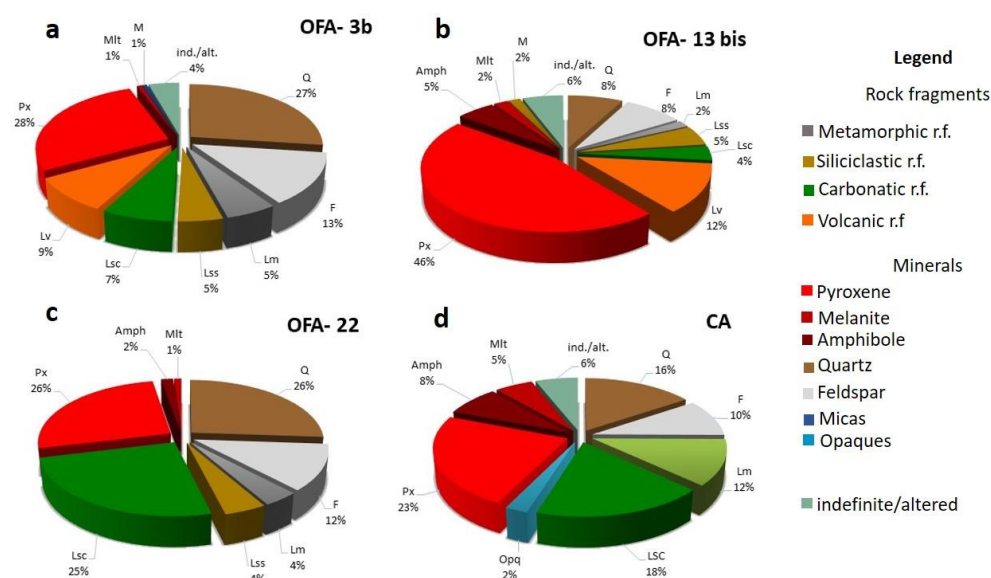 a
OFA- 3b
M
1%
Mlt
1%
ind./alt.
4%
Q
27%
Px
28%
F
13%
Lv
9%
Lsc
7%
Lss
5%
Lm
5%
b
OFA- 13 bis
M
2%
Mlt
2%
Amph
5%
ind./alt.
6%
Q
8%
F
8%
Lm
2%
Lss
5%
Lsc
4%
Lv
12%
Px
46%
c
OFA- 22
Amph
2%
Mlt
1%
Q
26%
Px
26%
F
12%
Lm
4%
Lss
4%
Lsc
25%
d
CA
ind./alt.
6%
Mlt
5%
Amph
8%
Q
16%
F
10%
Lm
12%
Px
23%
Opq
2%
LSC
18%
Legend
Rock fragments
Metamorphic r.f.
Siliciclastic r.f.
Carbonatic r.f.
Volcanic r.f
Minerals
Pyroxene
Melanite
Amphibole
Quartz
Feldspar
Micas
Opaques
indefinite/altered